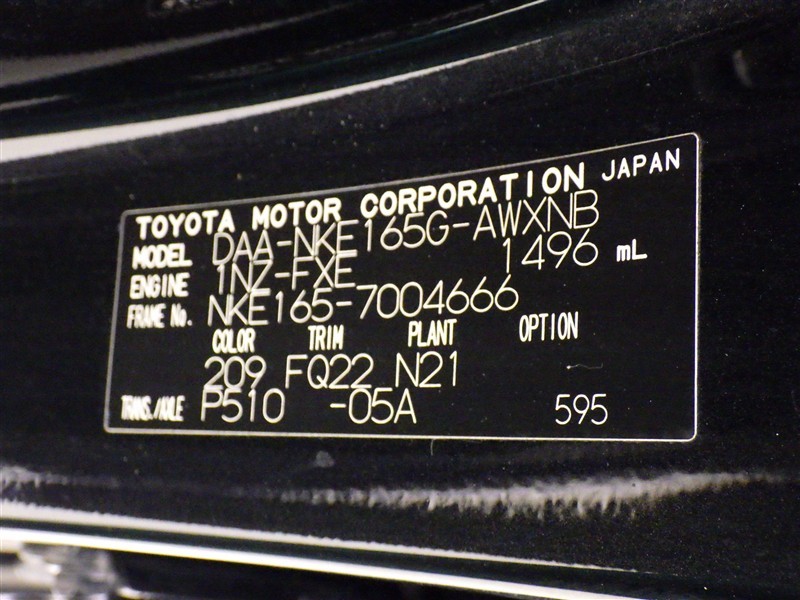 TOYOTA MOTOR CORPORATION JAPAN
MODEL DAA-NKE165G-AWXNB
ENGINE 1NZ-FXE 1496 mL
FRAME No. NKE165-7004666
COLOR TRIM PLANT OPTION
209 FQ22 N21
TRANS./AXLE P510 -05A 595